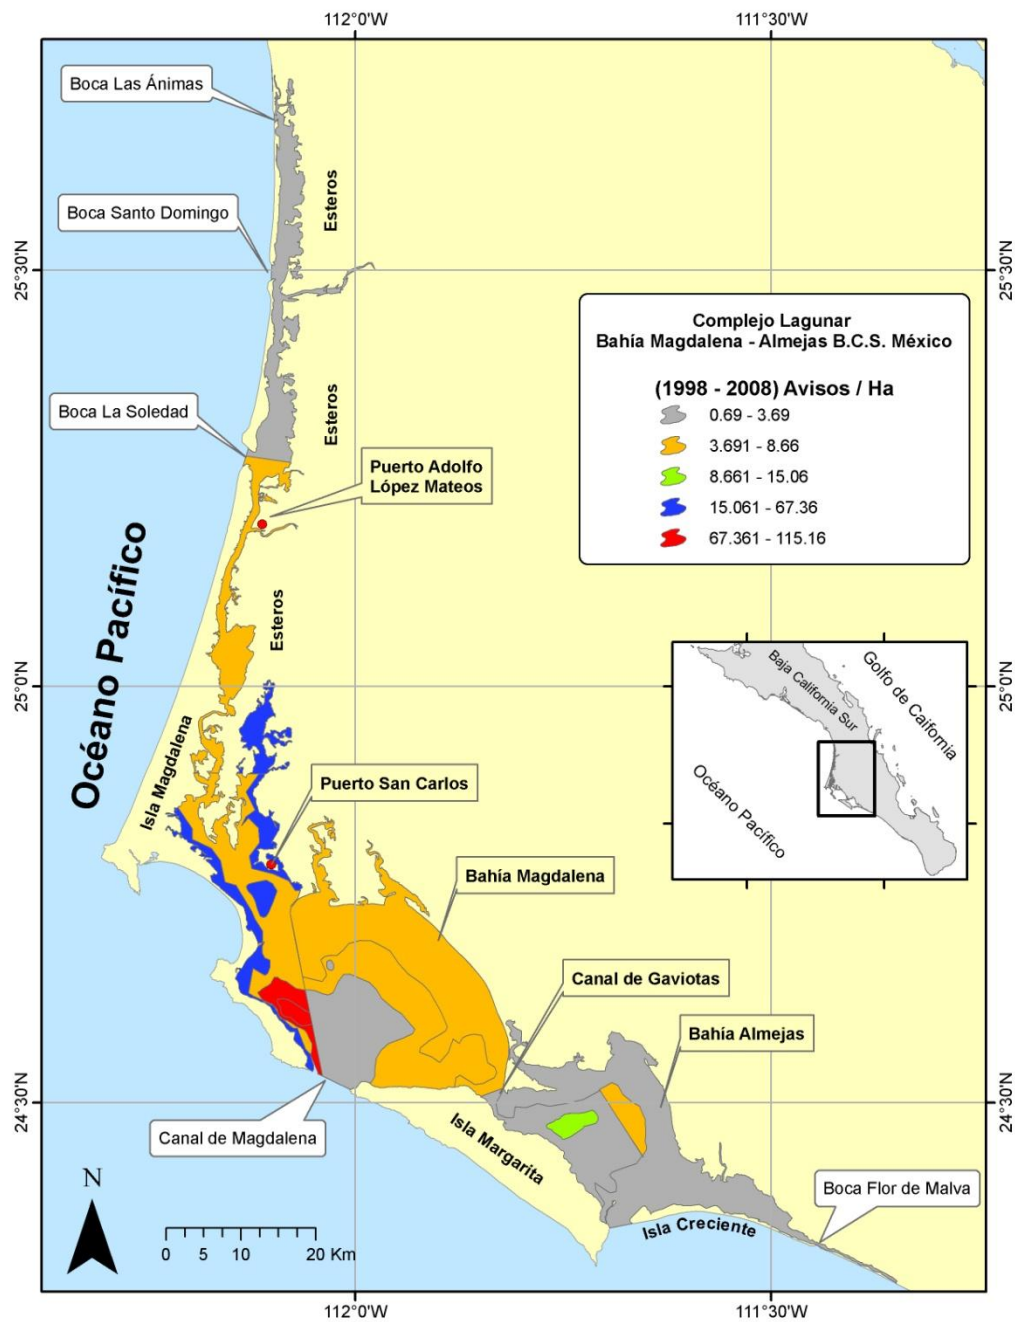 112°0'W
111°30'W
Boca Las Ánimas
Boca Santo Domingo
Esteros
25°30'N
25°30'N
Complejo Lagunar
Bahía Magdalena - Almejas B.C.S. México
(1998 - 2008) Avisos / Ha
0.69 - 3.69
3.691 - 8.66
8.661 - 15.06
15.061 - 67.36
67.361 - 115.16
Boca La Soledad
Esteros
Puerto Adolfo
López Mateos
Océano Pacífico
Esteros
25°0'N
25°0'N
Baja California Sur
Golfo de Caifornia
Océano Pacífico
Isla Magdalena
Puerto San Carlos
Bahía Magdalena
Canal de Gaviotas
Bahía Almejas
24°30'N
24°30'N
Canal de Magdalena
Isla Margarita
Boca Flor de Malva
Isla Creciente
N
0 5 10 20 Km
112°0'W
111°30'W